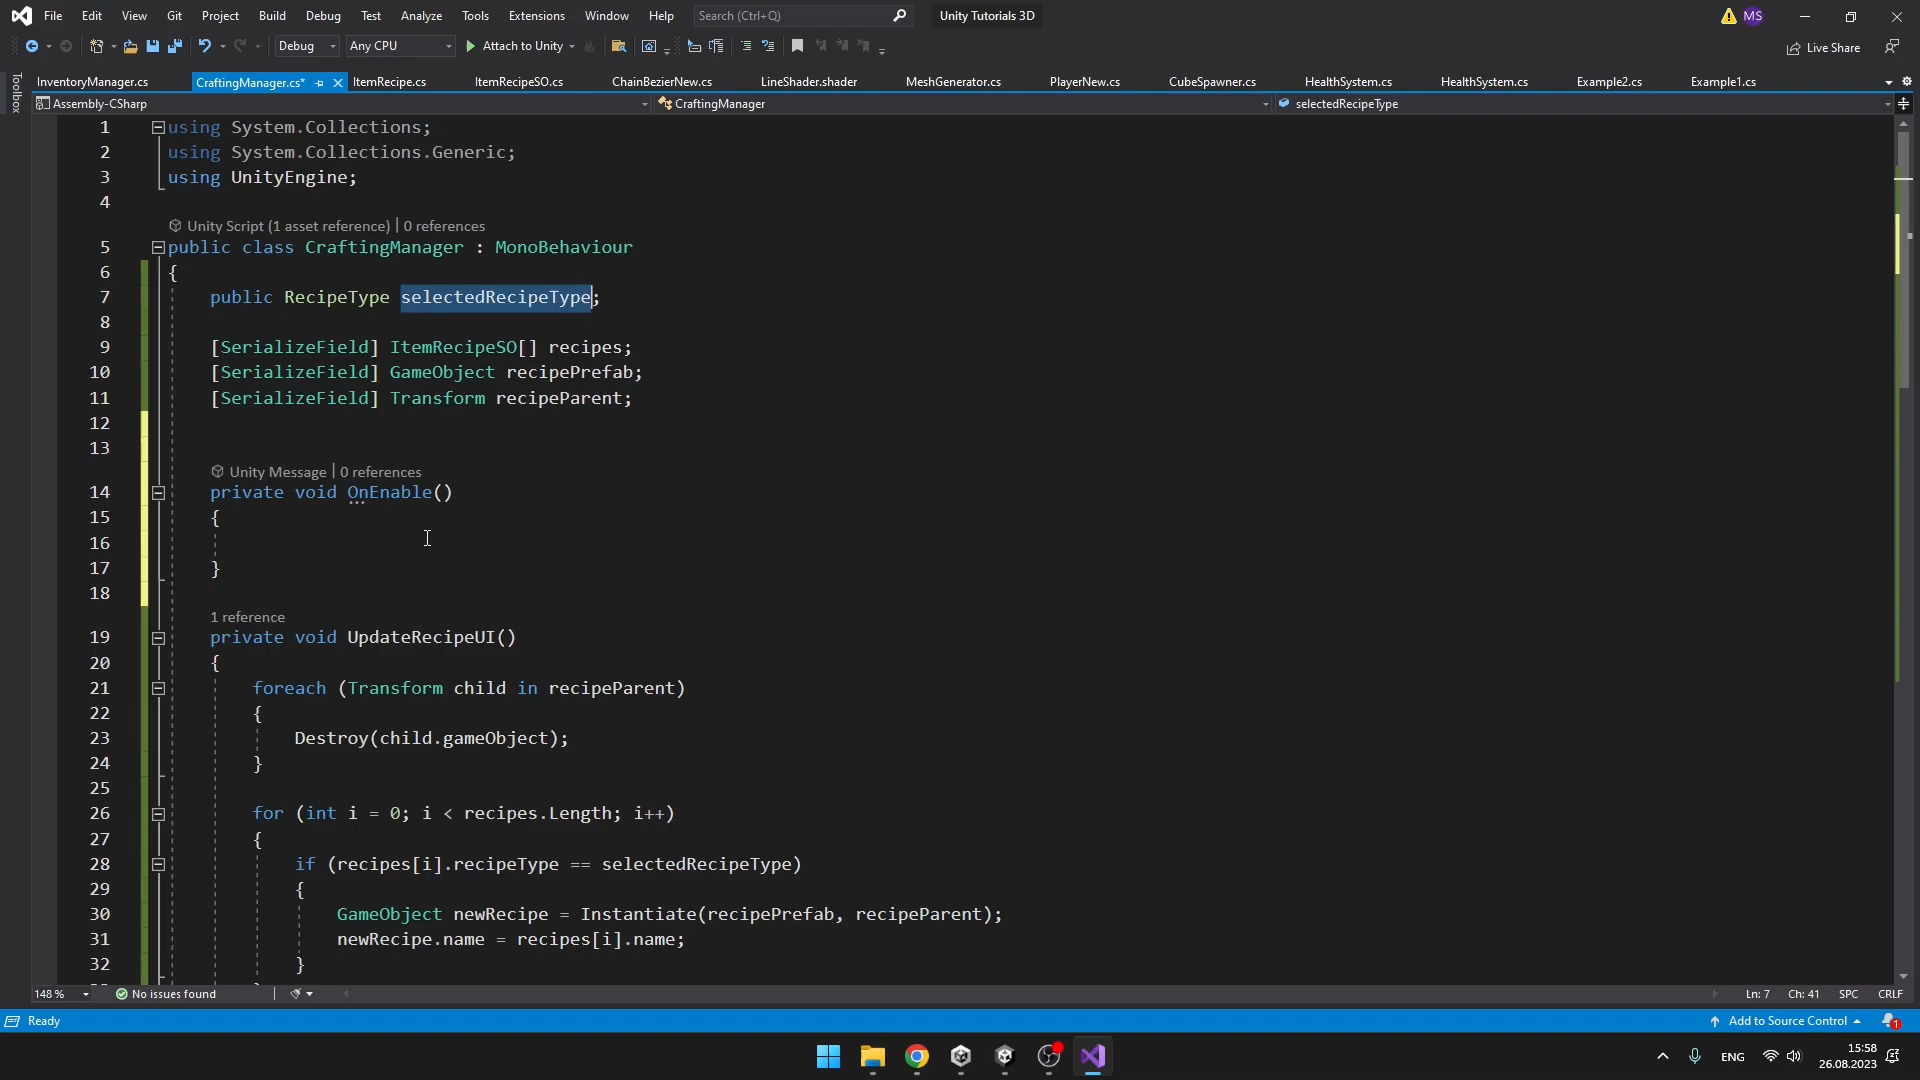 File Edit View Git Project Build Debug Test Analyze Tools Extensions Window Help Search (Ctrl+Q) Unity Tutorials 3D MS
Debug Any CPU Attach to Unity Live Share
InventoryManager.cs CraftingManager.cs* ItemRecipe.cs ItemRecipeSO.cs ChainBezierNew.cs LineShader.shader MeshGenerator.cs PlayerNew.cs CubeSpawner.cs HealthSystem.cs HealthSystem.cs Example2.cs Example1.cs
Toolbox
Assembly-CSharp CraftingManager selectedRecipeType
1 using System.Collections;
2 using System.Collections.Generic;
3 using UnityEngine;
4
Unity Script (1 asset reference) | 0 references
5 public class CraftingManager : MonoBehaviour
6 {
7 public RecipeType selectedRecipeType;
8
9 [SerializeField] ItemRecipeSO[] recipes;
10 [SerializeField] GameObject recipePrefab;
11 [SerializeField] Transform recipeParent;
12
13
Unity Message | 0 references
14 private void OnEnable()
15 {
16
17 }
18
1 reference
19 private void UpdateRecipeUI()
20 {
21 foreach (Transform child in recipeParent)
22 {
23 Destroy(child.gameObject);
24 }
25
26 for (int i = 0; i < recipes.Length; i++)
27 {
28 if (recipes[i].recipeType == selectedRecipeType)
29 {
30 GameObject newRecipe = Instantiate(recipePrefab, recipeParent);
31 newRecipe.name = recipes[i].name;
32 }
148 % No issues found Ln: 7 Ch: 41 SPC CRLF
Ready Add to Source Control 1
ENG 15:58
26.08.2023